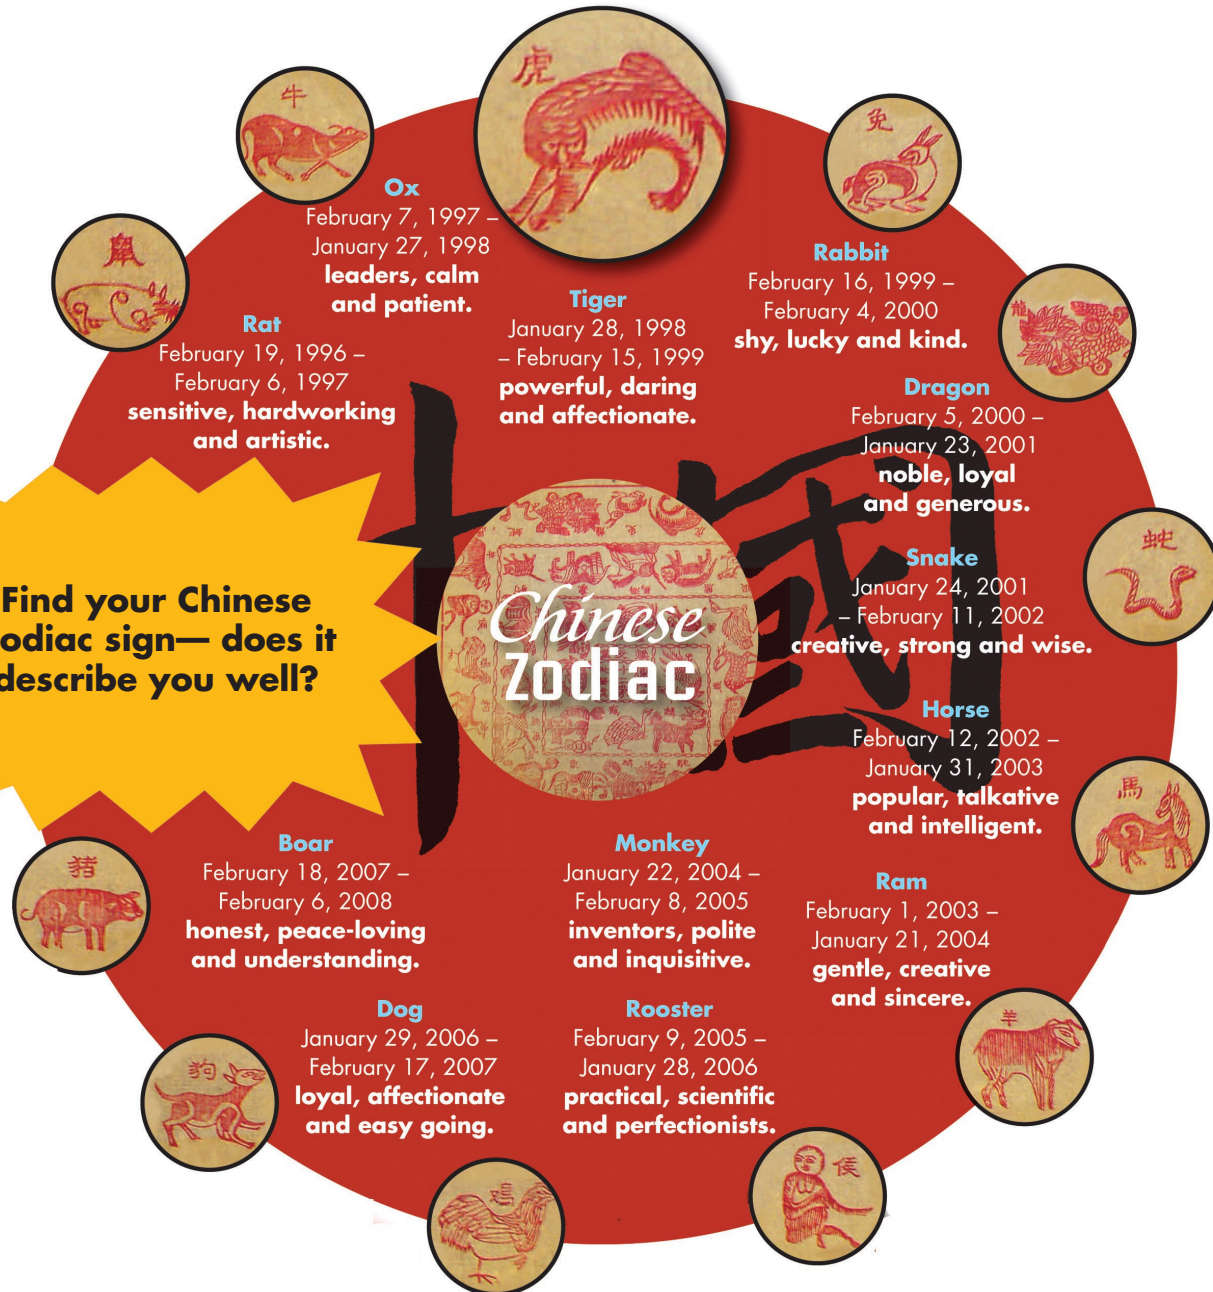 虎
牛
兔
鼠
龍
Ox
February 7, 1997 –
January 27, 1998
leaders, calm
and patient.
Rabbit
February 16, 1999 –
February 4, 2000
shy, lucky and kind.
Tiger
January 28, 1998
– February 15, 1999
powerful, daring
and affectionate.
Rat
February 19, 1996 –
February 6, 1997
sensitive, hardworking
and artistic.
Dragon
February 5, 2000 –
January 23, 2001
noble, loyal
and generous.
蛇
Snake
January 24, 2001
– February 11, 2002
creative, strong and wise.
中國
Find your Chinese
odiac sign— does it
describe you well?
Chinese
Zodiac
Horse
February 12, 2002 –
January 31, 2003
popular, talkative
and intelligent.
馬
Boar
February 18, 2007 –
February 6, 2008
honest, peace-loving
and understanding.
猪
Monkey
January 22, 2004 –
February 8, 2005
inventors, polite
and inquisitive.
Ram
February 1, 2003 –
January 21, 2004
gentle, creative
and sincere.
羊
Dog
January 29, 2006 –
February 17, 2007
loyal, affectionate
and easy going.
狗
Rooster
February 9, 2005 –
January 28, 2006
practical, scientific
and perfectionists.
鸡